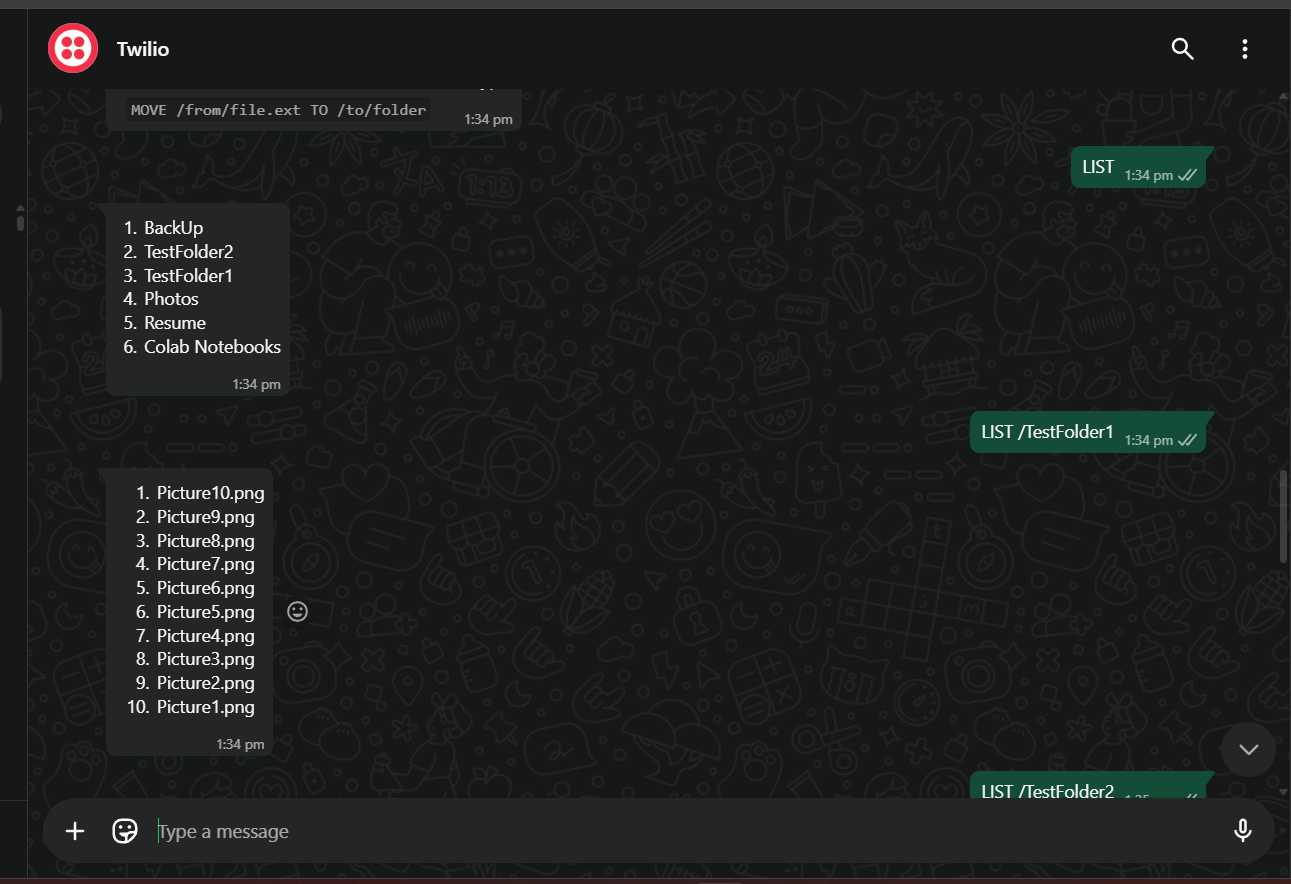 Twilio
MOVE /from/file.ext TO /to/folder
1:34 pm
LIST
1:34 pm
1. BackUp
2. TestFolder2
3. TestFolder1
4. Photos
5. Resume
6. Colab Notebooks
1:34 pm
LIST /TestFolder1
1:34 pm
1. Picture10.png
2. Picture9.png
3. Picture8.png
4. Picture7.png
5. Picture6.png
6. Picture5.png
7. Picture4.png
8. Picture3.png
9. Picture2.png
10. Picture1.png
1:34 pm
LIST /TestFolder2
Type a message